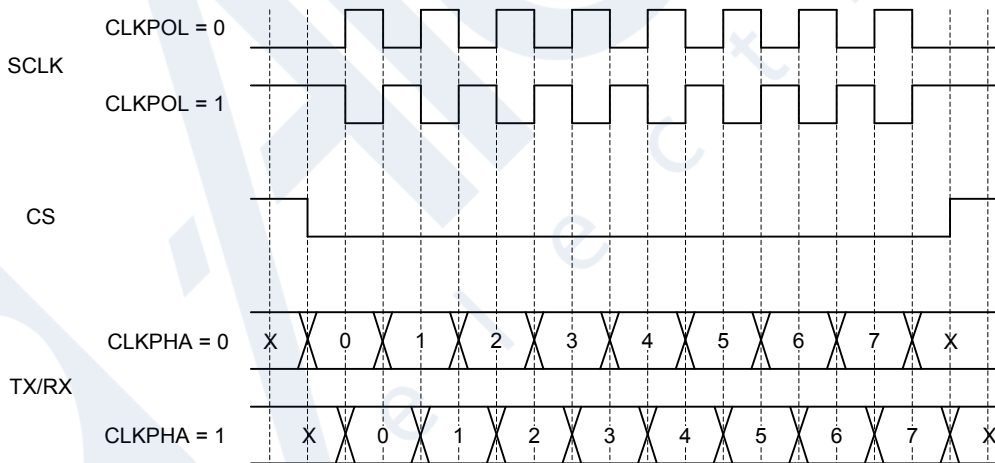 CLKPOL = 0
SCLK
CLKPOL = 1
CS
CLKPHA = 0 X 0 1 2 3 4 5 6 7 X
TX/RX
CLKPHA = 1 X 0 1 2 3 4 5 6 7 X
e l e c t